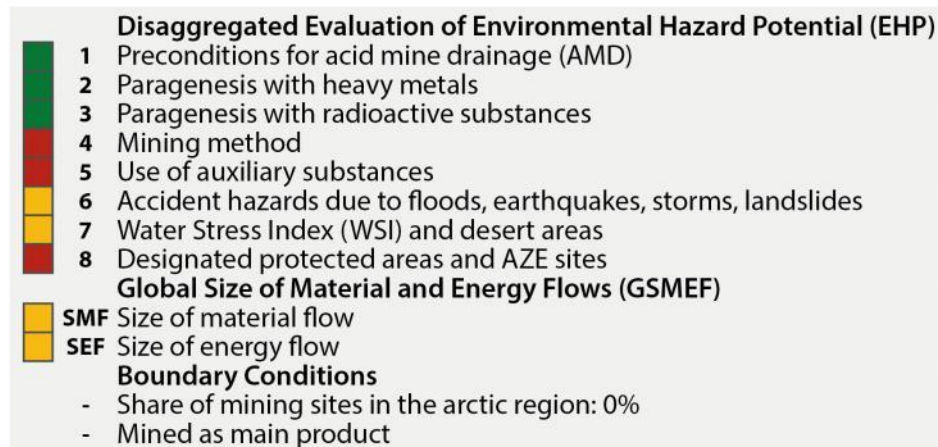 Disaggregated Evaluation of Environmental Hazard Potential (EHP)
1 Preconditions for acid mine drainage (AMD)
2 Paragenesis with heavy metals
3 Paragenesis with radioactive substances
4 Mining method
5 Use of auxiliary substances
6 Accident hazards due to floods, earthquakes, storms, landslides
7 Water Stress Index (WSI) and desert areas
8 Designated protected areas and AZE sites
Global Size of Material and Energy Flows (GSMEF)
SMF Size of material flow
SEF Size of energy flow
Boundary Conditions
- Share of mining sites in the arctic region: 0%
- Mined as main product